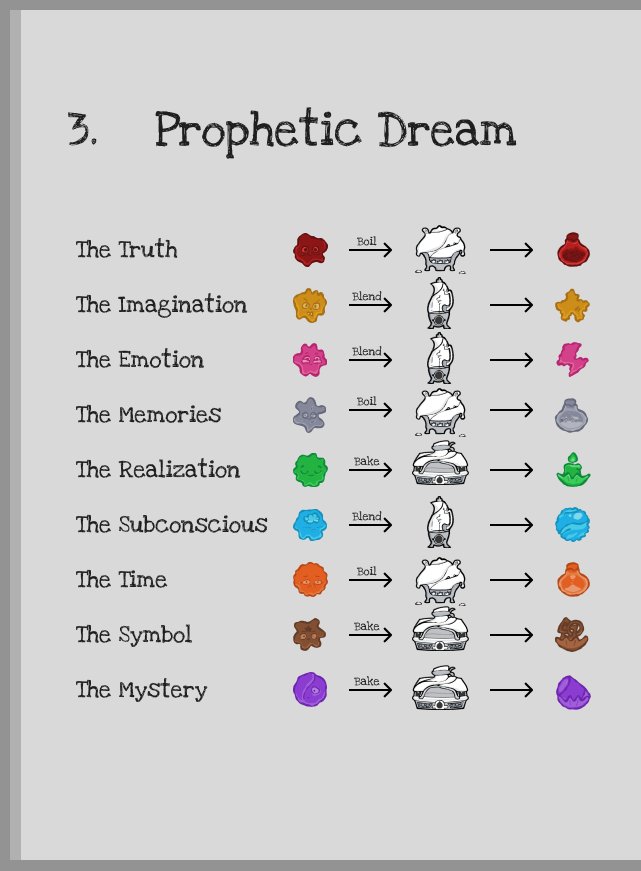 3. Prophetic Dream
The Truth Boil
The Imagination Blend
The Emotion Blend
The Memories Boil
The Realization Bake
The Subconscious Blend
The Time Boil
The Symbol Bake
The Mystery Bake